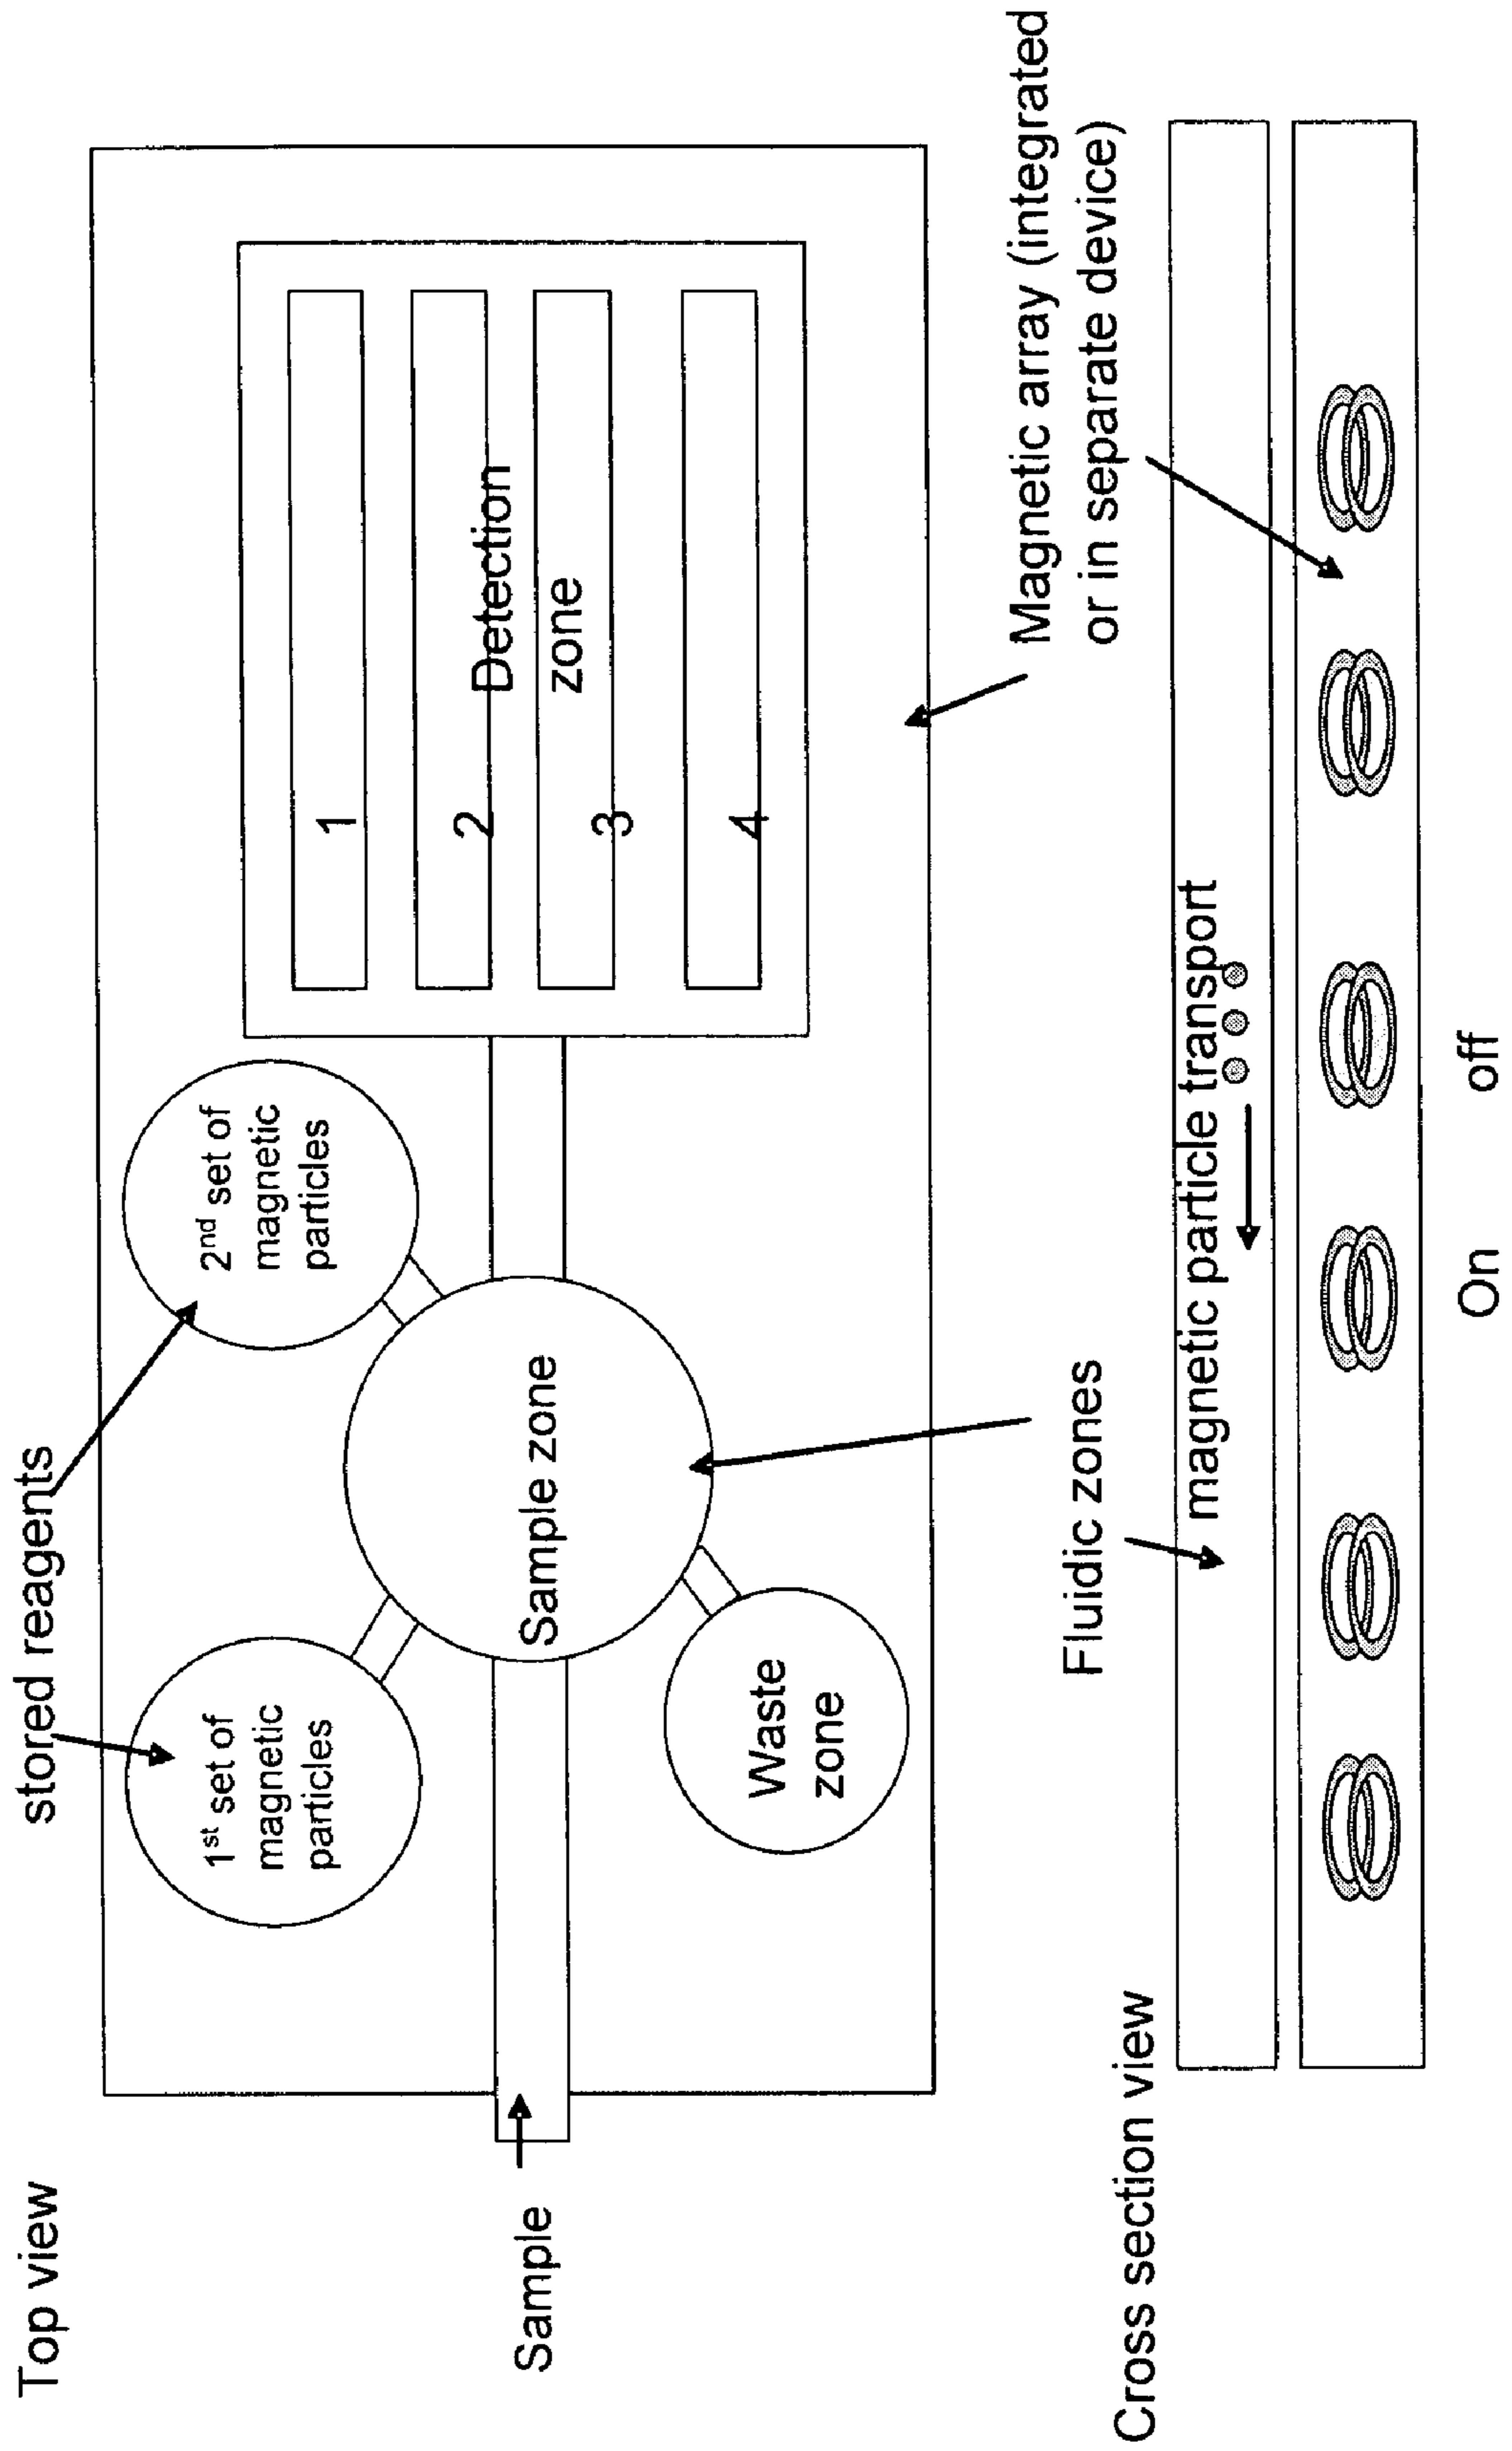 Top view
stored reagents
1st set of
magnetic
particles
2nd set of
magnetic
particles
Sample
Sample zone
Waste
zone
1
2
3
4
Detection
zone
Fluidic zones
Magnetic array (integrated
or in separate device)
Cross section view
magnetic particle transport
On
off